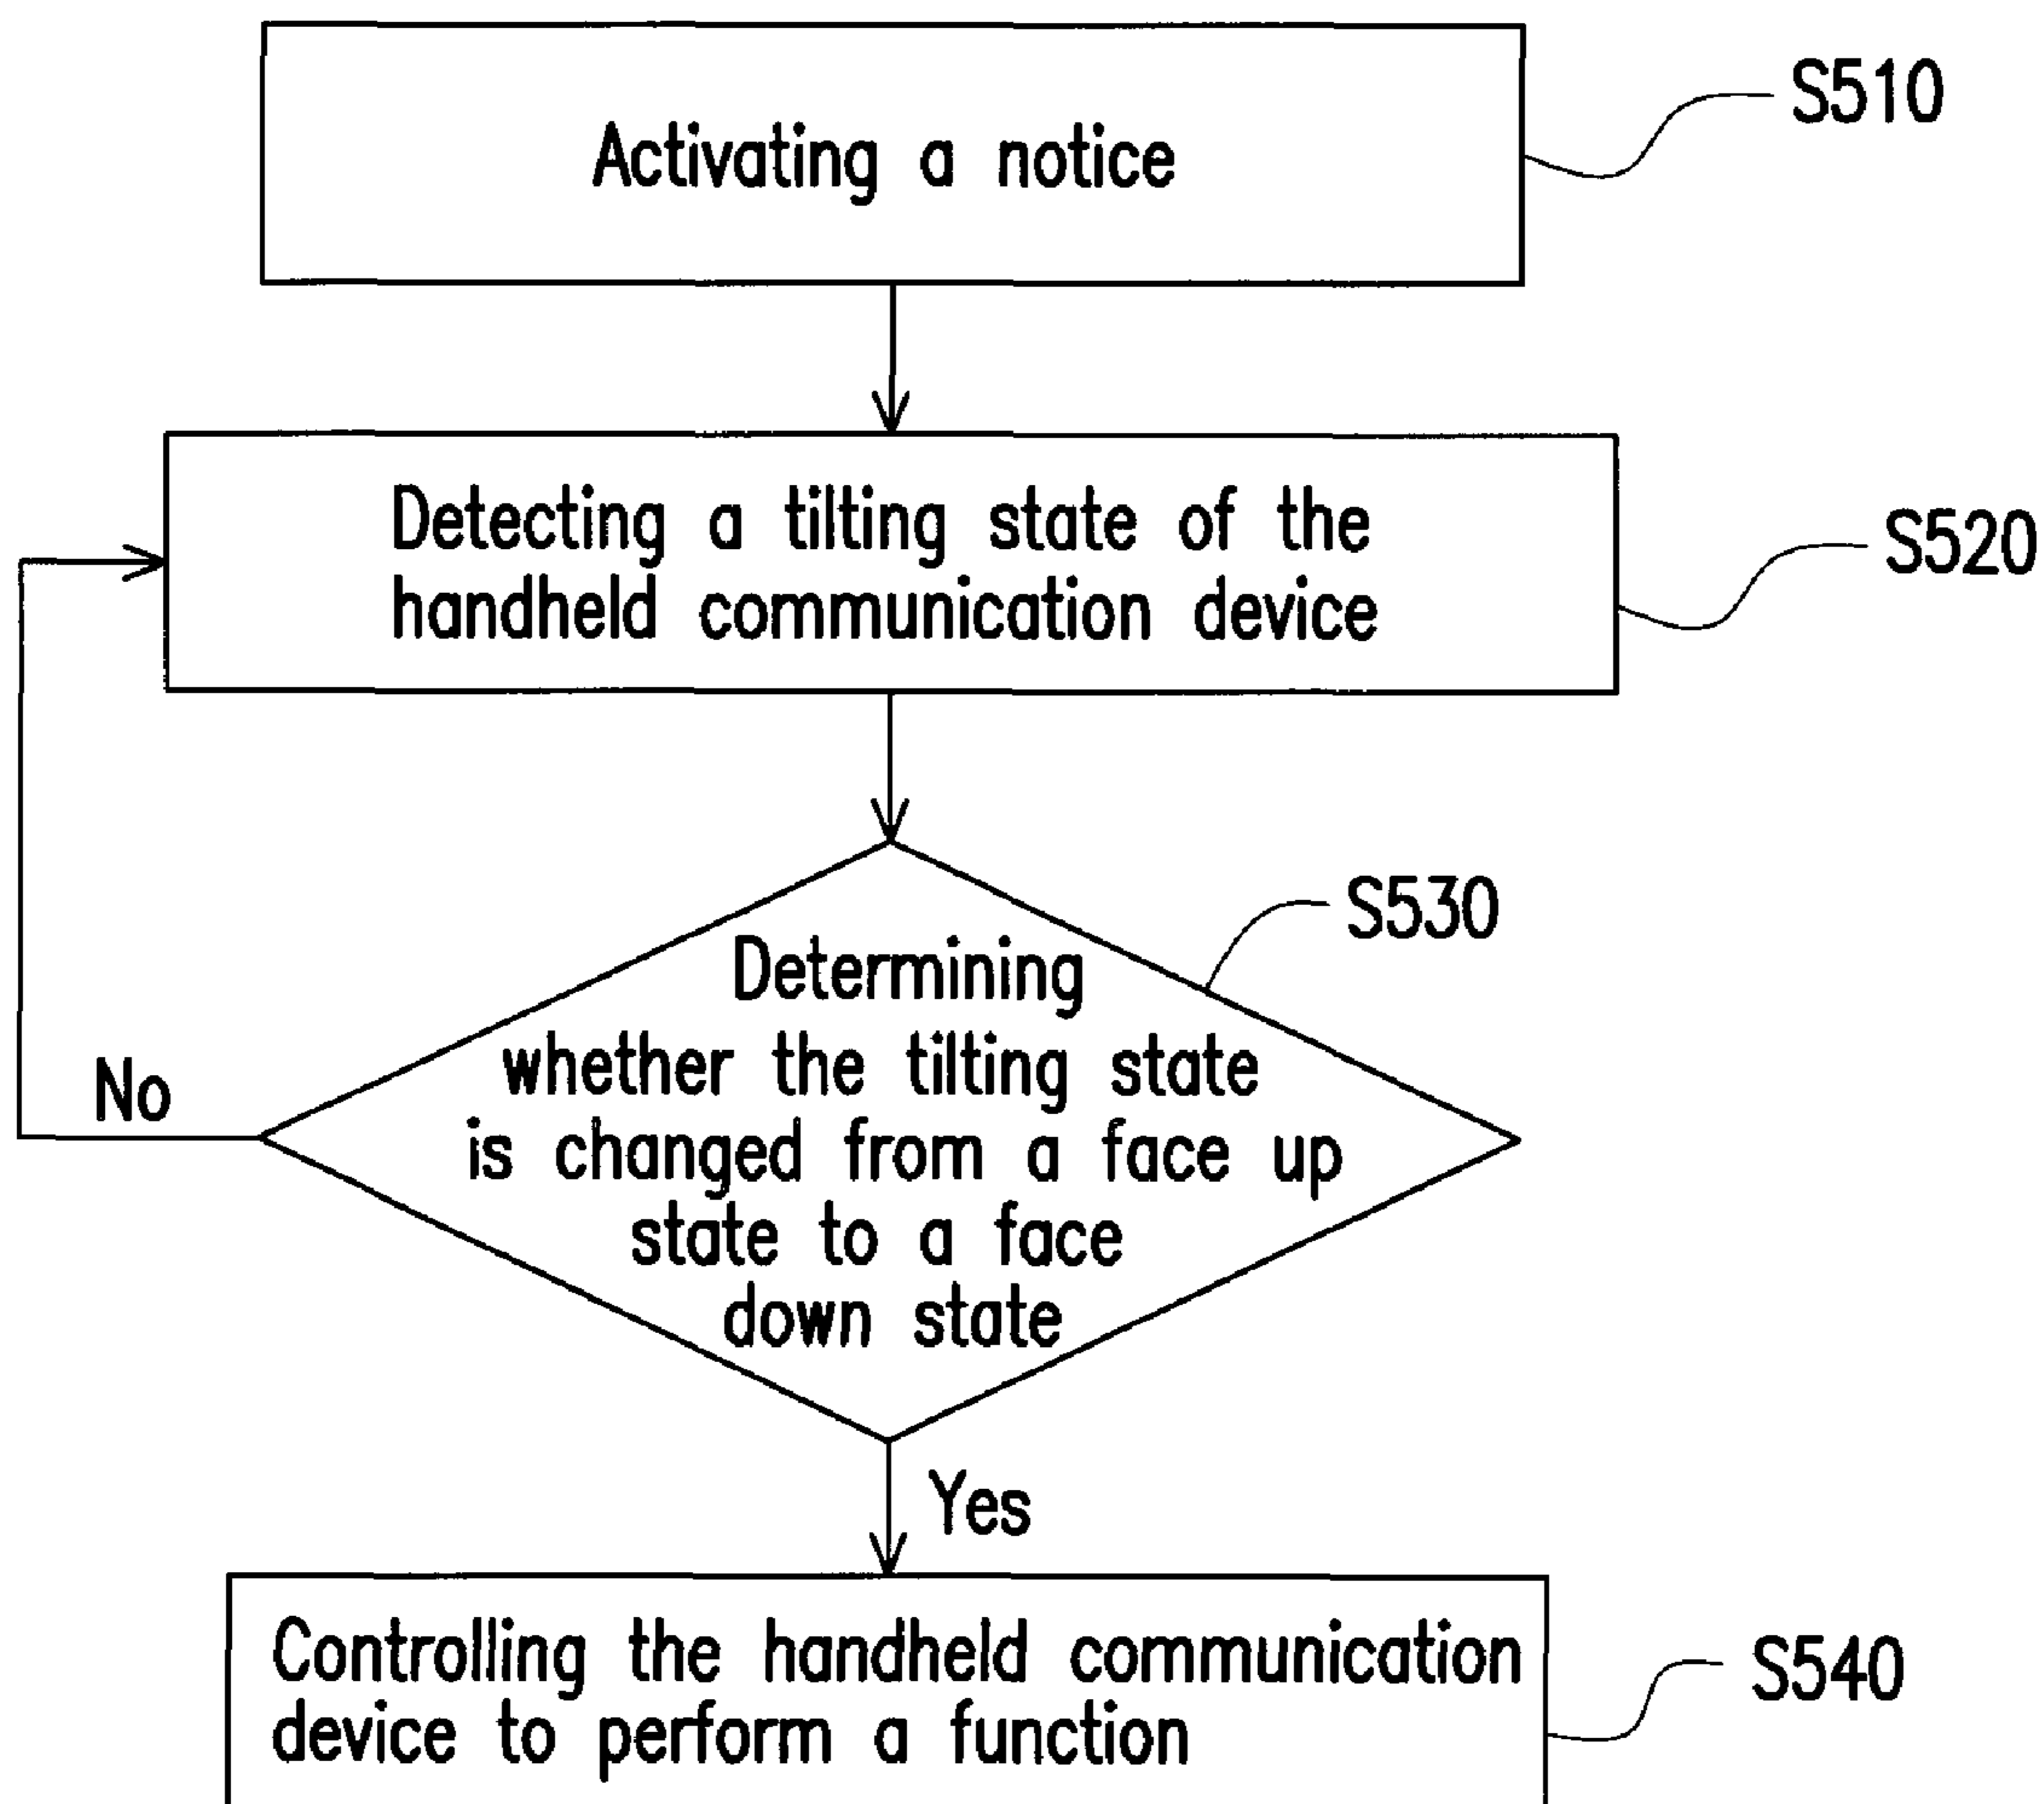 Activating a notice
S510
Detecting a tilting state of the
handheld communication device
S520
S530
Determining
whether the tilting state
is changed from a face up
state to a face
down state
No
Yes
Controlling the handheld communication
device to perform a function
S540